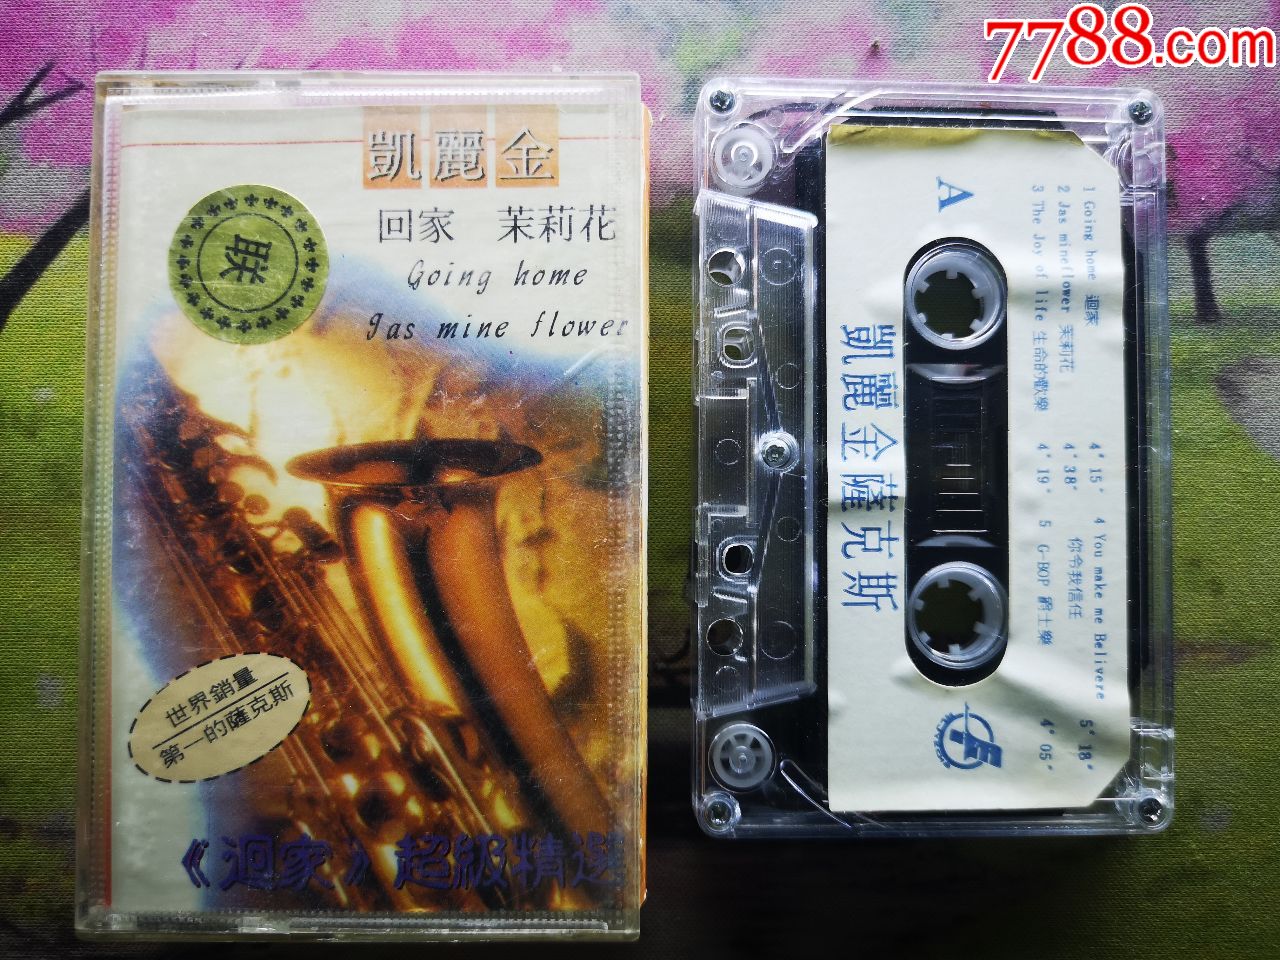 7788.com
凱麗金
回家 茉莉花
Going home
Jas mine flower
联
世界銷量
第一的薩克斯
《迴家》超級精選
A
1 Going home 迴家 4'15"
2 Jas mineflower 茉莉花 4'38"
3 The Joy of life 生命的歡樂 4'19"
4 You make me Belivere 5'18"
你令我信任
5 G-BOP 爵士樂 4'05"
凱麗金薩克斯